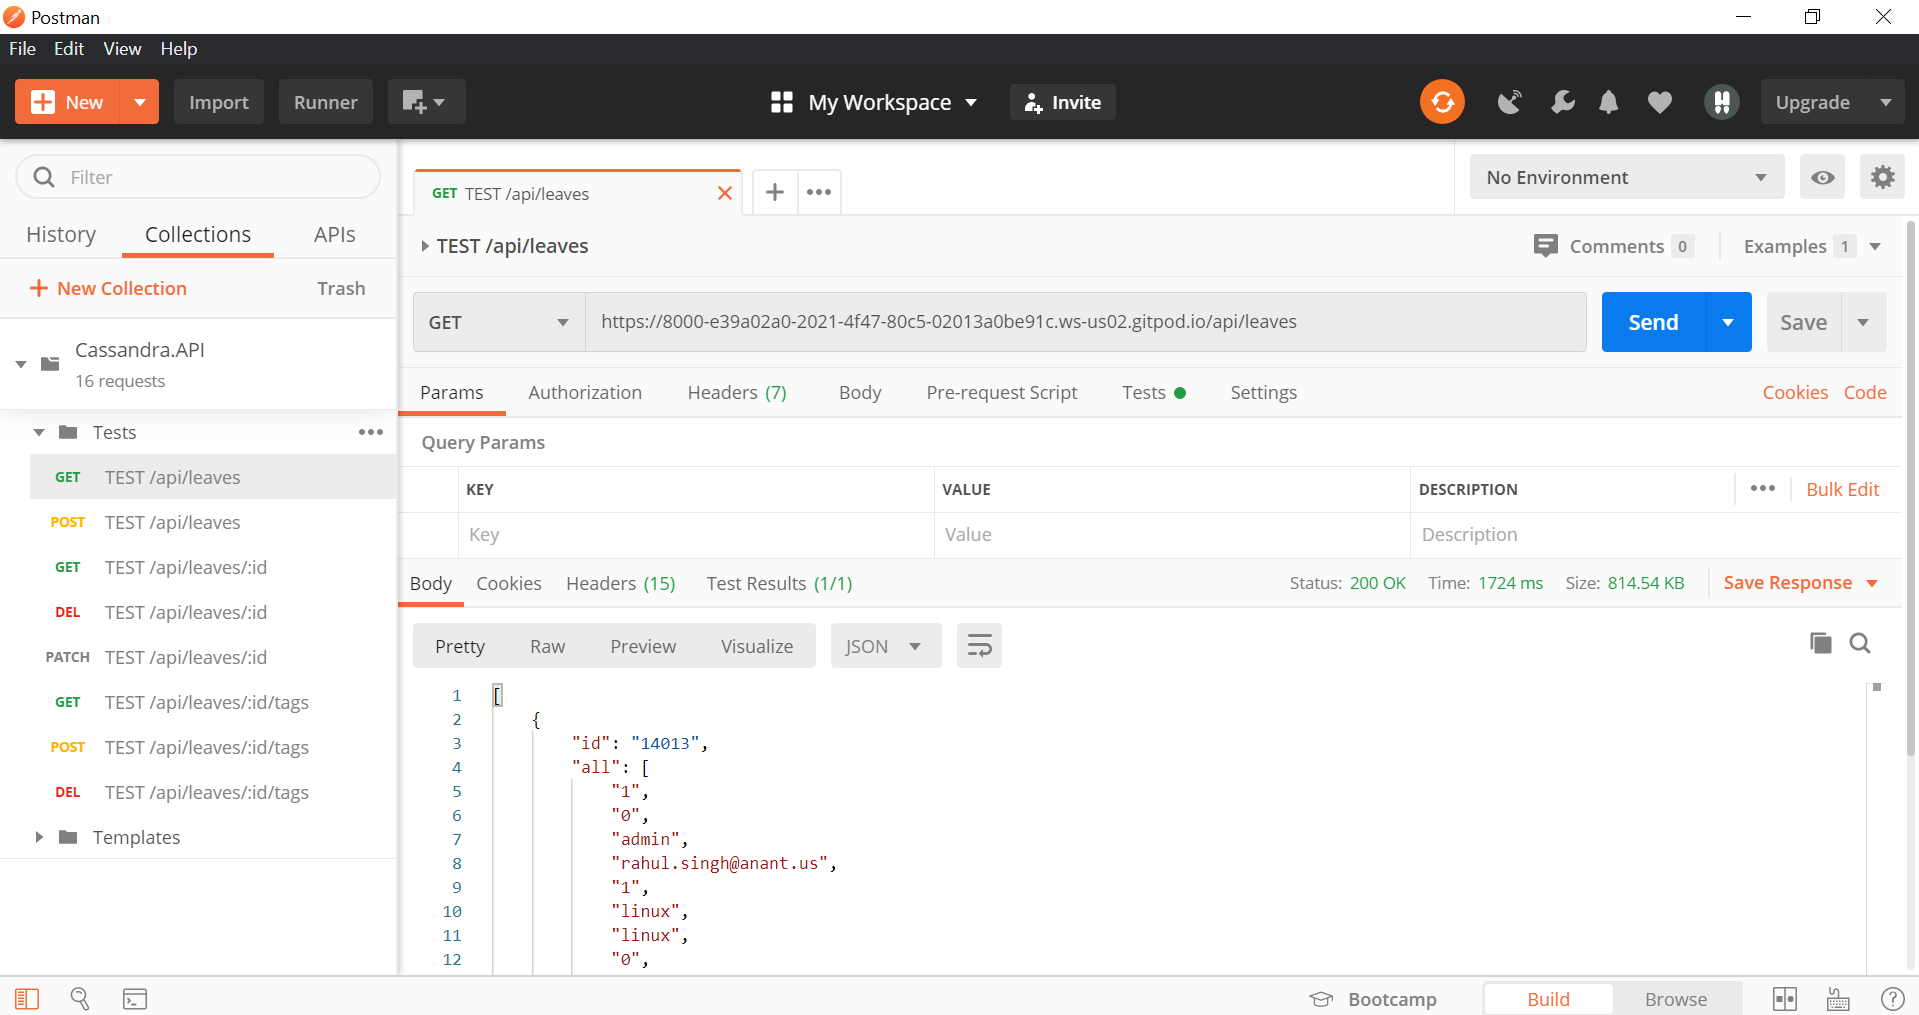 Postman
File Edit View Help
New Import Runner My Workspace Invite Upgrade
Filter
History Collections APIs
New Collection Trash
Cassandra.API
16 requests
Tests
GET TEST /api/leaves
POST TEST /api/leaves
GET TEST /api/leaves/:id
DEL TEST /api/leaves/:id
PATCH TEST /api/leaves/:id
GET TEST /api/leaves/:id/tags
POST TEST /api/leaves/:id/tags
DEL TEST /api/leaves/:id/tags
Templates
GET TEST /api/leaves
No Environment
TEST /api/leaves
Comments 0 Examples 1
GET https://8000-e39a02a0-2021-4f47-80c5-02013a0be91c.ws-us02.gitpod.io/api/leaves Send Save
Params Authorization Headers (7) Body Pre-request Script Tests Settings Cookies Code
Query Params
KEY VALUE DESCRIPTION Bulk Edit
Key Value Description
Body Cookies Headers (15) Test Results (1/1) Status: 200 OK Time: 1724 ms Size: 814.54 KB Save Response
Pretty Raw Preview Visualize JSON
1 [
2 {
3 "id": "14013",
4 "all": [
5 "1",
6 "0",
7 "admin",
8 "rahul.singh@anant.us",
9 "1",
10 "linux",
11 "linux",
12 "0",
Bootcamp Build Browse